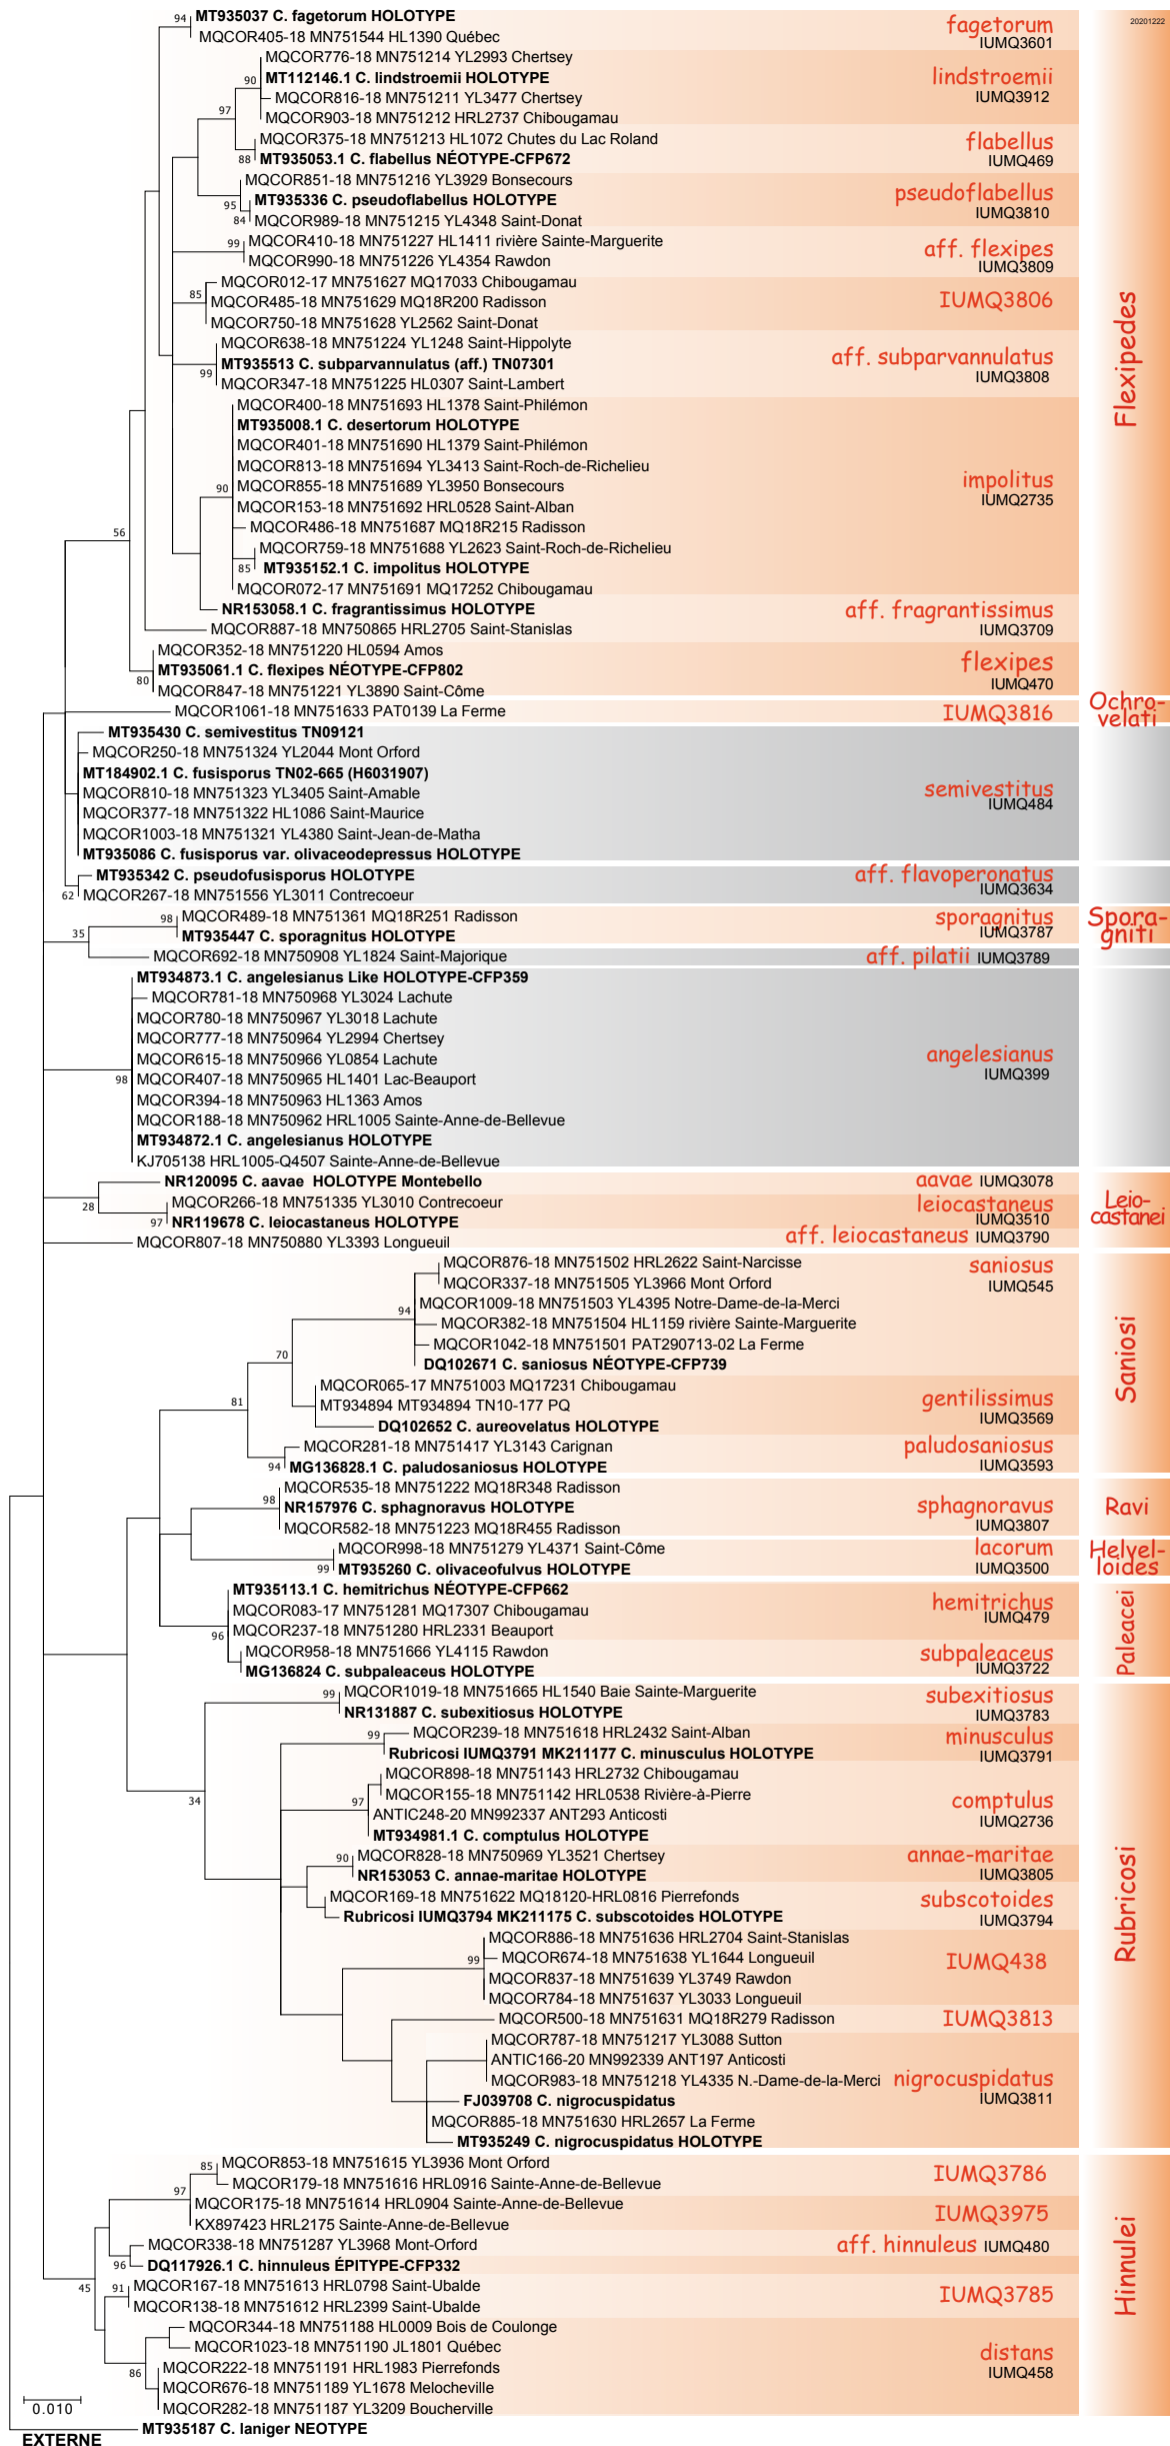 20201222
94 MT935037 C. fagetorum HOLOTYPE
fagetorum
MQCOR405-18 MN751544 HL1390 Québec
IUMQ3601
MQCOR776-18 MN751214 YL2993 Chertsey
90 MT112146.1 C. lindstroemii HOLOTYPE
lindstroemii
MQCOR816-18 MN751211 YL3477 Chertsey
IUMQ3912
97 MQCOR903-18 MN751212 HRL2737 Chibougamau
MQCOR375-18 MN751213 HL1072 Chutes du Lac Roland
flabellus
88 MT935053.1 C. flabellus NÉOTYPE-CFP672
IUMQ469
MQCOR851-18 MN751216 YL3929 Bonsecours
95 MT935336 C. pseudoflabellus HOLOTYPE
pseudoflabellus
84 MQCOR989-18 MN751215 YL4348 Saint-Donat
IUMQ3810
99 MQCOR410-18 MN751227 HL1411 rivière Sainte-Marguerite
aff. flexipes
MQCOR990-18 MN751226 YL4354 Rawdon
IUMQ3809
MQCOR012-17 MN751627 MQ17033 Chibougamau
85 MQCOR485-18 MN751629 MQ18R200 Radisson
IUMQ3806
MQCOR750-18 MN751628 YL2562 Saint-Donat
MQCOR638-18 MN751224 YL1248 Saint-Hippolyte
99 MT935513 C. subparvannulatus (aff.) TN07301
aff. subparvannulatus
MQCOR347-18 MN751225 HL0307 Saint-Lambert
IUMQ3808
Flexipedes
MQCOR400-18 MN751693 HL1378 Saint-Philémon
MT935008.1 C. desertorum HOLOTYPE
MQCOR401-18 MN751690 HL1379 Saint-Philémon
MQCOR813-18 MN751694 YL3413 Saint-Roch-de-Richelieu
90 MQCOR855-18 MN751689 YL3950 Bonsecours
impolitus
MQCOR153-18 MN751692 HRL0528 Saint-Alban
IUMQ2735
MQCOR486-18 MN751687 MQ18R215 Radisson
56
MQCOR759-18 MN751688 YL2623 Saint-Roch-de-Richelieu
85 MT935152.1 C. impolitus HOLOTYPE
MQCOR072-17 MN751691 MQ17252 Chibougamau
NR153058.1 C. fragrantissimus HOLOTYPE
aff. fragrantissimus
MQCOR887-18 MN750865 HRL2705 Saint-Stanislas
IUMQ3709
MQCOR352-18 MN751220 HL0594 Amos
MT935061.1 C. flexipes NÉOTYPE-CFP802
flexipes
80 MQCOR847-18 MN751221 YL3890 Saint-Côme
IUMQ470
MQCOR1061-18 MN751633 PAT0139 La Ferme
IUMQ3816
Ochro-
velati
MT935430 C. semivestitus TN09121
MQCOR250-18 MN751324 YL2044 Mont Orford
MT184902.1 C. fusisporus TN02-665 (H6031907)
MQCOR810-18 MN751323 YL3405 Saint-Amable
semivestitus
IUMQ484
MQCOR377-18 MN751322 HL1086 Saint-Maurice
MQCOR1003-18 MN751321 YL4380 Saint-Jean-de-Matha
MT935086 C. fusisporus var. olivaceodepressus HOLOTYPE
MT935342 C. pseudofusisporus HOLOTYPE
aff. flavoperonatus
62 MQCOR267-18 MN751556 YL3011 Contrecoeur
IUMQ3634
98 MQCOR489-18 MN751361 MQ18R251 Radisson
sporagnitus
35 MT935447 C. sporagnitus HOLOTYPE
IUMQ3787
Spora-
gniti
MQCOR692-18 MN750908 YL1824 Saint-Majorique
aff. pilatii IUMQ3789
MT934873.1 C. angelesianus Like HOLOTYPE-CFP359
MQCOR781-18 MN750968 YL3024 Lachute
MQCOR780-18 MN750967 YL3018 Lachute
MQCOR777-18 MN750964 YL2994 Chertsey
MQCOR615-18 MN750966 YL0854 Lachute
angelesianus
98 MQCOR407-18 MN750965 HL1401 Lac-Beauport
IUMQ399
MQCOR394-18 MN750963 HL1363 Amos
MQCOR188-18 MN750962 HRL1005 Sainte-Anne-de-Bellevue
MT934872.1 C. angelesianus HOLOTYPE
KJ705138 HRL1005-Q4507 Sainte-Anne-de-Bellevue
NR120095 C. aavae HOLOTYPE Montebello
aavae IUMQ3078
28 MQCOR266-18 MN751335 YL3010 Contrecoeur
leiocastaneus
97 NR119678 C. leiocastaneus HOLOTYPE
IUMQ3510
Leio-
castanei
MQCOR807-18 MN750880 YL3393 Longueuil
aff. leiocastaneus IUMQ3790
MQCOR876-18 MN751502 HRL2622 Saint-Narcisse
saniosus
MQCOR337-18 MN751505 YL3966 Mont Orford
IUMQ545
94 MQCOR1009-18 MN751503 YL4395 Notre-Dame-de-la-Merci
MQCOR382-18 MN751504 HL1159 rivière Sainte-Marguerite
MQCOR1042-18 MN751501 PAT290713-02 La Ferme
70 DQ102671 C. saniosus NÉOTYPE-CFP739
Saniosi
MQCOR065-17 MN751003 MQ17231 Chibougamau
81 MT934894 MT934894 TN10-177 PQ
gentilissimus
DQ102652 C. aureovelatus HOLOTYPE
IUMQ3569
MQCOR281-18 MN751417 YL3143 Carignan
paludosaniosus
94 MG136828.1 C. paludosaniosus HOLOTYPE
IUMQ3593
MQCOR535-18 MN751222 MQ18R348 Radisson
98 NR157976 C. sphagnoravus HOLOTYPE
sphagnoravus
Ravi
MQCOR582-18 MN751223 MQ18R455 Radisson
IUMQ3807
MQCOR998-18 MN751279 YL4371 Saint-Côme
lacorum
99 MT935260 C. olivaceofulvus HOLOTYPE
IUMQ3500
Helvel-
loides
MT935113.1 C. hemitrichus NÉOTYPE-CFP662
MQCOR083-17 MN751281 MQ17307 Chibougamau
hemitrichus
IUMQ479
96 MQCOR237-18 MN751280 HRL2331 Beauport
Paleacei
MQCOR958-18 MN751666 YL4115 Rawdon
subpaleaceus
MG136824 C. subpaleaceus HOLOTYPE
IUMQ3722
99 MQCOR1019-18 MN751665 HL1540 Baie Sainte-Marguerite
subexitiosus
NR131887 C. subexitiosus HOLOTYPE
IUMQ3783
99 MQCOR239-18 MN751618 HRL2432 Saint-Alban
minusculus
Rubricosi IUMQ3791 MK211177 C. minusculus HOLOTYPE
IUMQ3791
MQCOR898-18 MN751143 HRL2732 Chibougamau
34 97 MQCOR155-18 MN751142 HRL0538 Rivière-à-Pierre
comptulus
ANTIC248-20 MN992337 ANT293 Anticosti
IUMQ2736
MT934981.1 C. comptulus HOLOTYPE
90 MQCOR828-18 MN750969 YL3521 Chertsey
annae-maritae
NR153053 C. annae-maritae HOLOTYPE
IUMQ3805
MQCOR169-18 MN751622 MQ18120-HRL0816 Pierrefonds
subscotoides
Rubricosi IUMQ3794 MK211175 C. subscotoides HOLOTYPE
IUMQ3794
Rubricosi
MQCOR886-18 MN751636 HRL2704 Saint-Stanislas
99 MQCOR674-18 MN751638 YL1644 Longueuil
IUMQ438
MQCOR837-18 MN751639 YL3749 Rawdon
MQCOR784-18 MN751637 YL3033 Longueuil
MQCOR500-18 MN751631 MQ18R279 Radisson
IUMQ3813
MQCOR787-18 MN751217 YL3088 Sutton
ANTIC166-20 MN992339 ANT197 Anticosti
MQCOR983-18 MN751218 YL4335 N.-Dame-de-la-Merci
nigrocuspidatus
FJ039708 C. nigrocuspidatus
IUMQ3811
MQCOR885-18 MN751630 HRL2657 La Ferme
MT935249 C. nigrocuspidatus HOLOTYPE
85 MQCOR853-18 MN751615 YL3936 Mont Orford
IUMQ3786
MQCOR179-18 MN751616 HRL0916 Sainte-Anne-de-Bellevue
97 MQCOR175-18 MN751614 HRL0904 Sainte-Anne-de-Bellevue
IUMQ3975
KX897423 HRL2175 Sainte-Anne-de-Bellevue
MQCOR338-18 MN751287 YL3968 Mont-Orford
aff. hinnuleus IUMQ480
96 DQ117926.1 C. hinnuleus ÉPITYPE-CFP332
Hinnulei
45 91 MQCOR167-18 MN751613 HRL0798 Saint-Ubalde
IUMQ3785
MQCOR138-18 MN751612 HRL2399 Saint-Ubalde
MQCOR344-18 MN751188 HL0009 Bois de Coulonge
MQCOR1023-18 MN751190 JL1801 Québec
distans
86 MQCOR222-18 MN751191 HRL1983 Pierrefonds
IUMQ458
MQCOR676-18 MN751189 YL1678 Melocheville
MQCOR282-18 MN751187 YL3209 Boucherville
0.010
MT935187 C. laniger NEOTYPE
EXTERNE